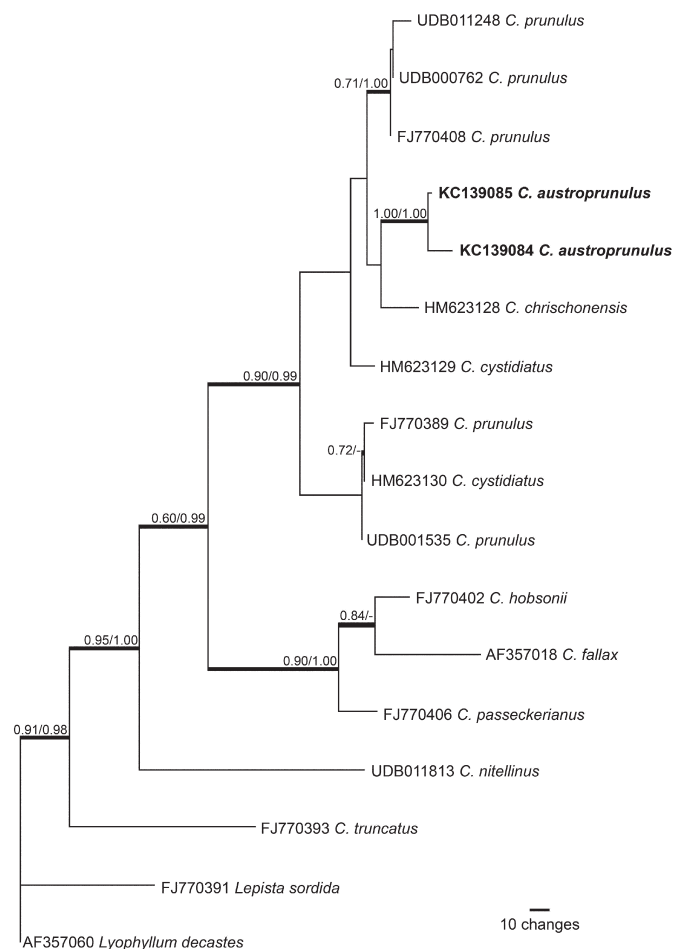 UDB011248 C. prunulus
UDB000762 C. prunulus
0.71/1.00
FJ770408 C. prunulus
KC139085 C. austroprunulus
1.00/1.00
KC139084 C. austroprunulus
HM623128 C. chrischonensis
HM623129 C. cystidiatus
0.90/0.99
FJ770389 C. prunulus
0.72/-
HM623130 C. cystidiatus
0.60/0.99
UDB001535 C. prunulus
FJ770402 C. hobsonii
0.84/-
0.95/1.00
AF357018 C. fallax
0.90/1.00
FJ770406 C. passeckerianus
0.91/0.98
UDB011813 C. nitellinus
FJ770393 C. truncatus
FJ770391 Lepista sordida
10 changes
AF357060 Lyophyllum decastes